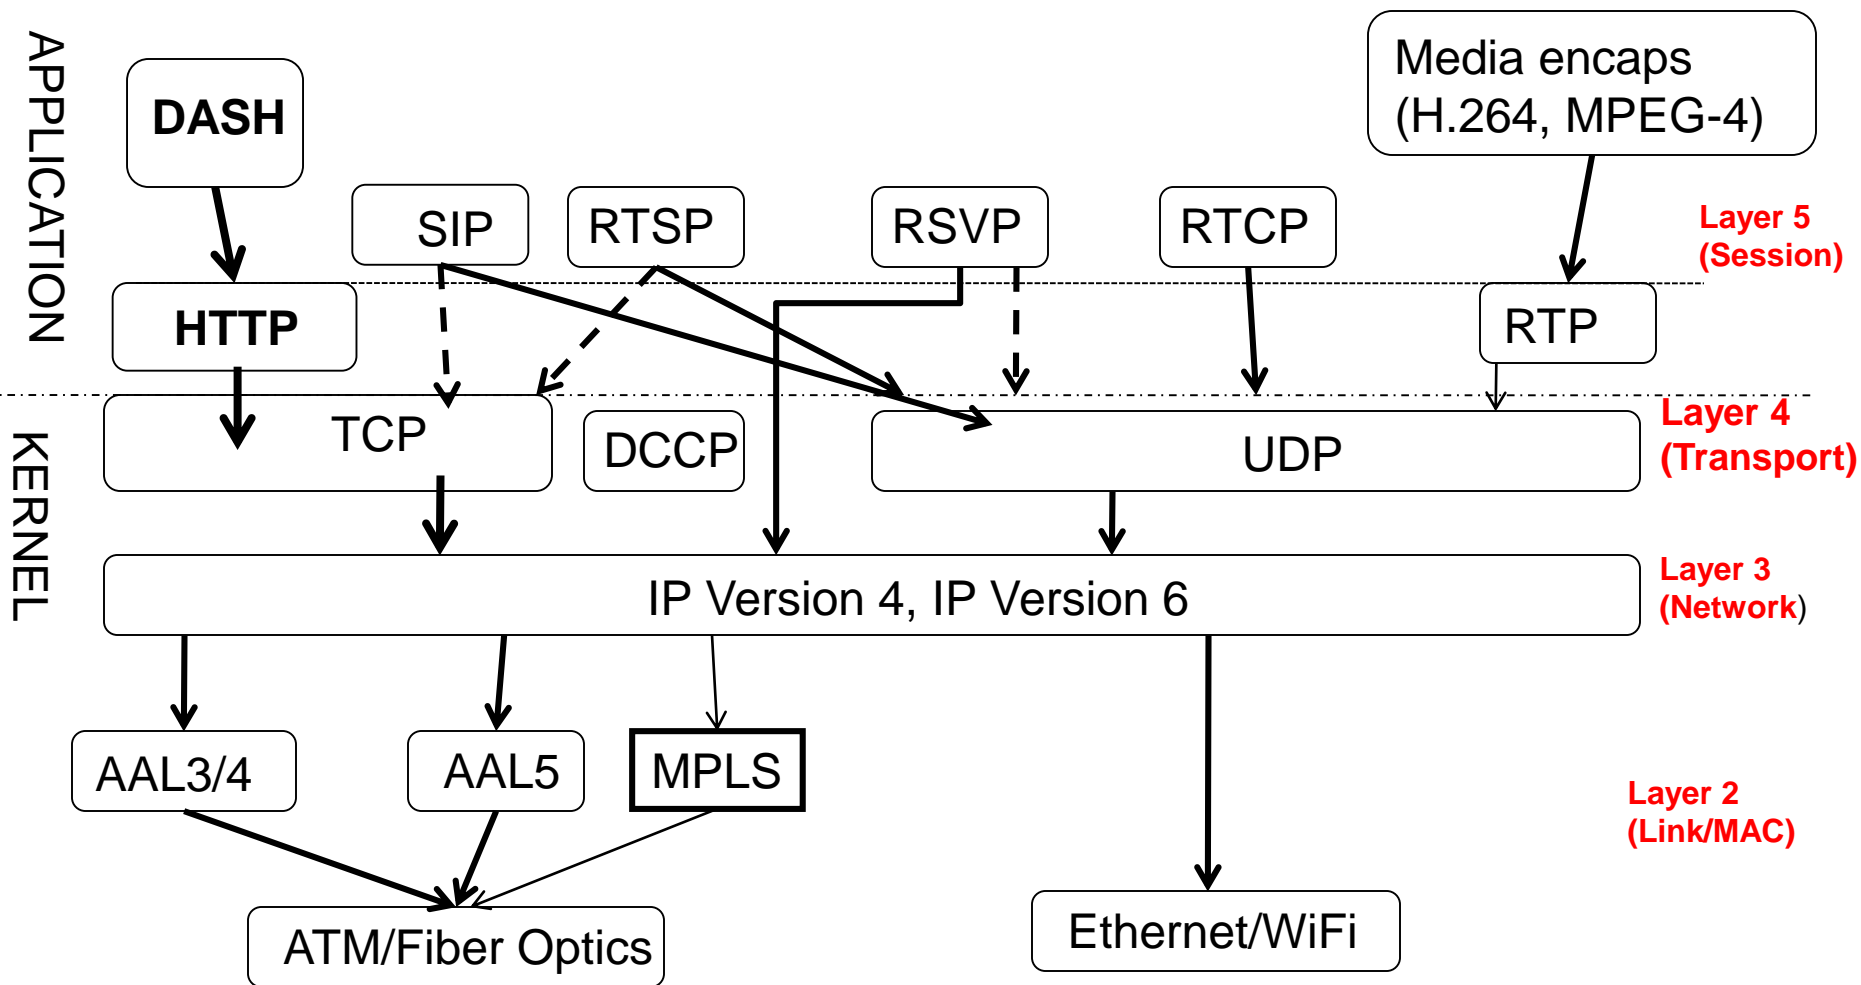 APPLICATION
DASH
Media encaps
(H.264, MPEG-4)
SIP
RTSP
RSVP
RTCP
Layer 5
(Session)
HTTP
RTP
KERNEL
TCP
DCCP
UDP
Layer 4
(Transport)
IP Version 4, IP Version 6
Layer 3
(Network)
AAL3/4
AAL5
MPLS
Layer 2
(Link/MAC)
ATM/Fiber Optics
Ethernet/WiFi